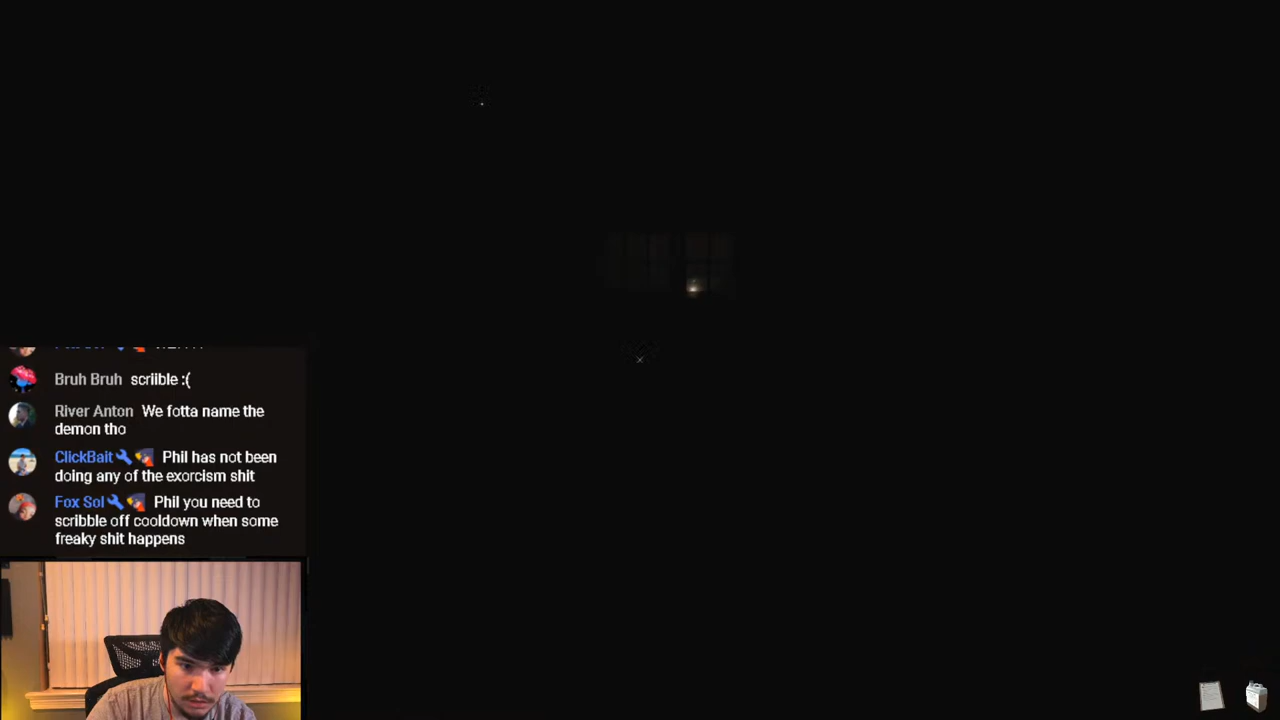 Bruh Bruh scriible :(
River Anton We fotta name the
demon tho
ClickBait Phil has not been
doing any of the exorcism shit
Fox Sol Phil you need to
scribble off cooldown when some
freaky shit happens